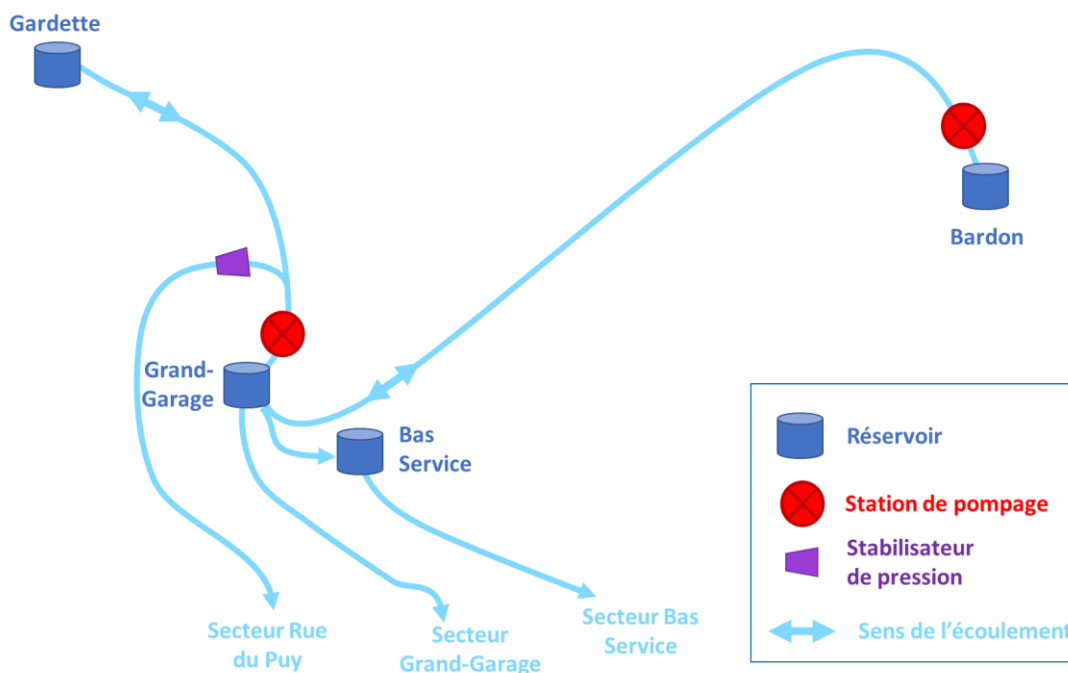 Gardette
Bardon
Grand-
Garage
Bas
Service
Réservoir
Station de pompage
Stabilisateur
de pression
Sens de l'écoulement
Secteur Rue
du Puy
Secteur
Grand-Garage
Secteur Bas
Service